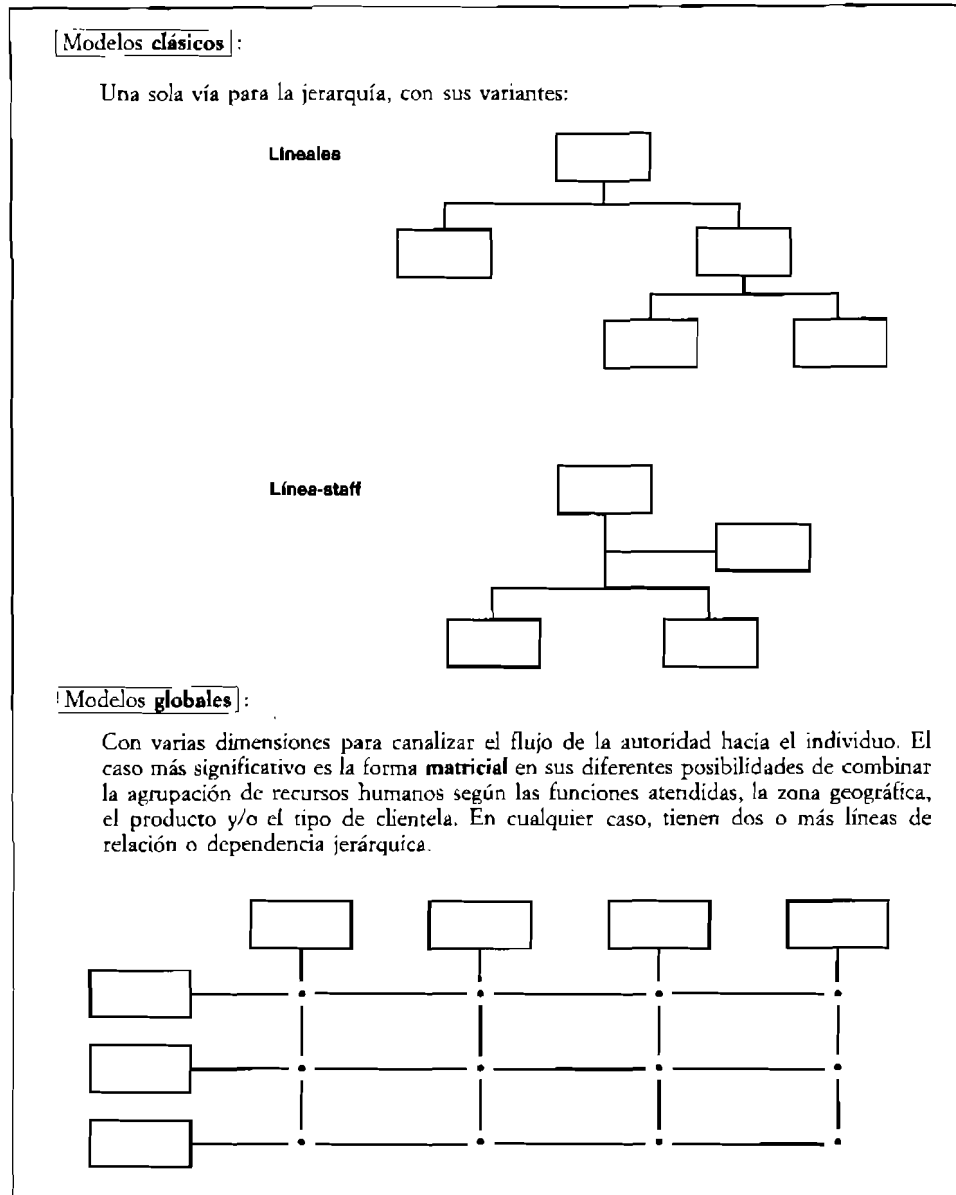 Modelos clásicos:
Una sola vía para la jerarquía, con sus variantes:
Lineales
Línea-staff
Modelos globales:
Con varias dimensiones para canalizar el flujo de la autoridad hacia el individuo. El
caso más significativo es la forma matricial en sus diferentes posibilidades de combinar
la agrupación de recursos humanos según las funciones atendidas, la zona geográfica,
el producto y/o el tipo de clientela. En cualquier caso, tienen dos o más líneas de
relación o dependencia jerárquica.